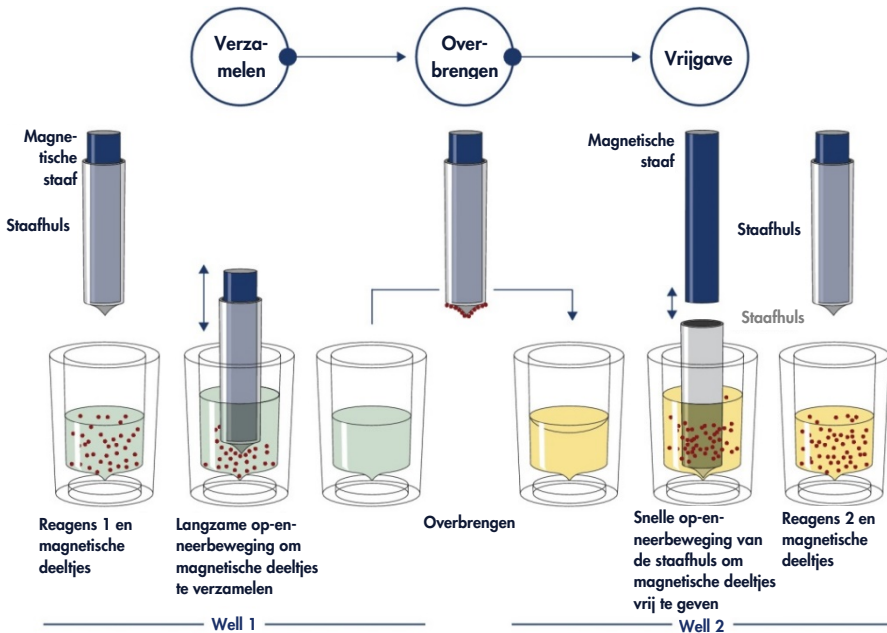 Verza-
melen
Over-
brengen
Vrijgave
Magne-
tische
staaf
Staafhuls
Magnetische
staaf
Staafhuls
Staafhuls
Reagens 1 en
magnetische
deeltjes
Langzame op-en-
neerbeweging om
magnetische deeltjes
te verzamelen
Overbrengen
Snelle op-en-
neerbeweging van
de staafhuls om
magnetische deeltjes
vrij te geven
Reagens 2 en
magnetische
deeltjes
Well 1
Well 2